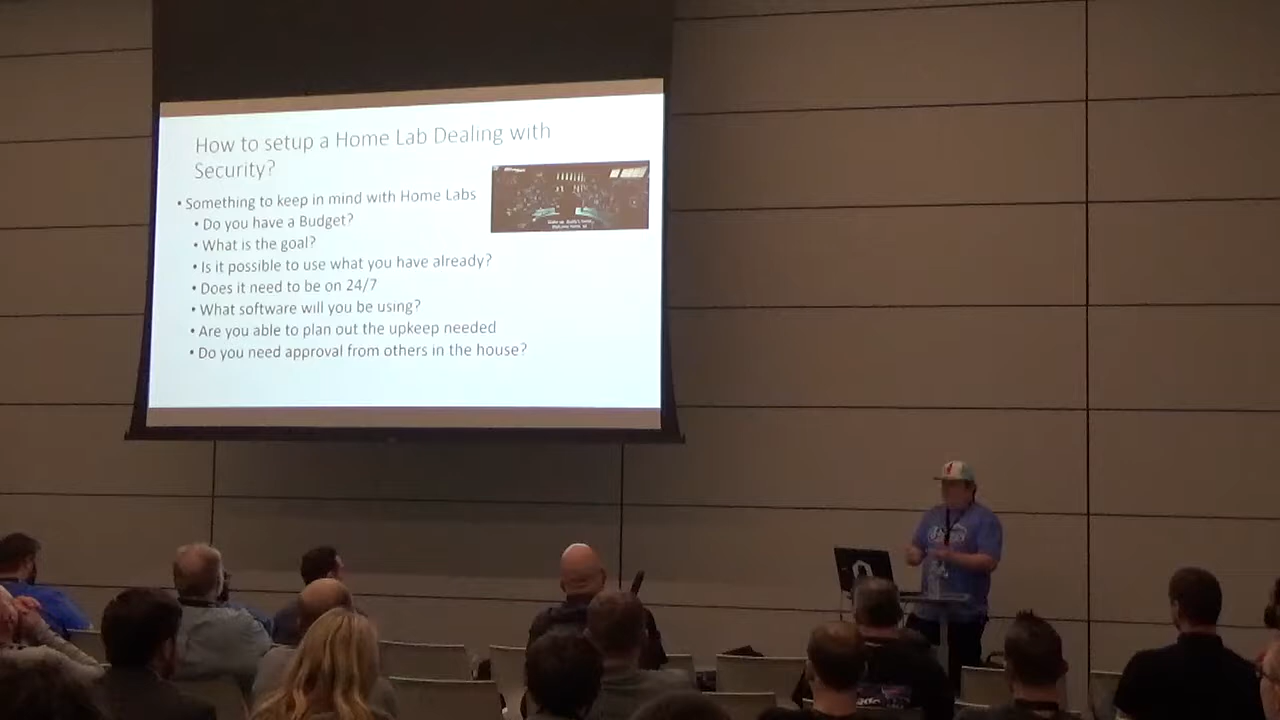 How to setup a Home Lab Dealing with
Security?
• Something to keep in mind with Home Labs
• Do you have a Budget?
• What is the goal?
• Is it possible to use what you have already?
• Does it need to be on 24/7
• What software will you be using?
• Are you able to plan out the upkeep needed
• Do you need approval from others in the house?